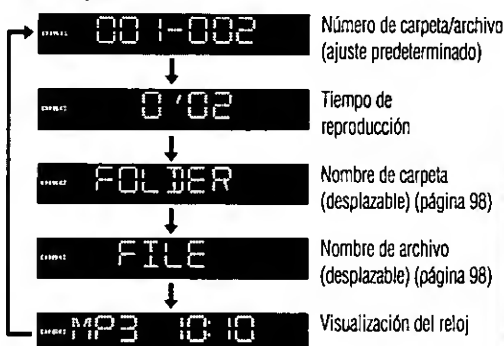 001-002
Número de carpeta/archivo
(ajuste predeterminado)
0'02
Tiempo de
reproducción
FOLDER
Nombre de carpeta
(desplazable) (página 98)
FILE
Nombre de archivo
(desplazable) (página 98)
MP3 10:10
Visualización del reloj